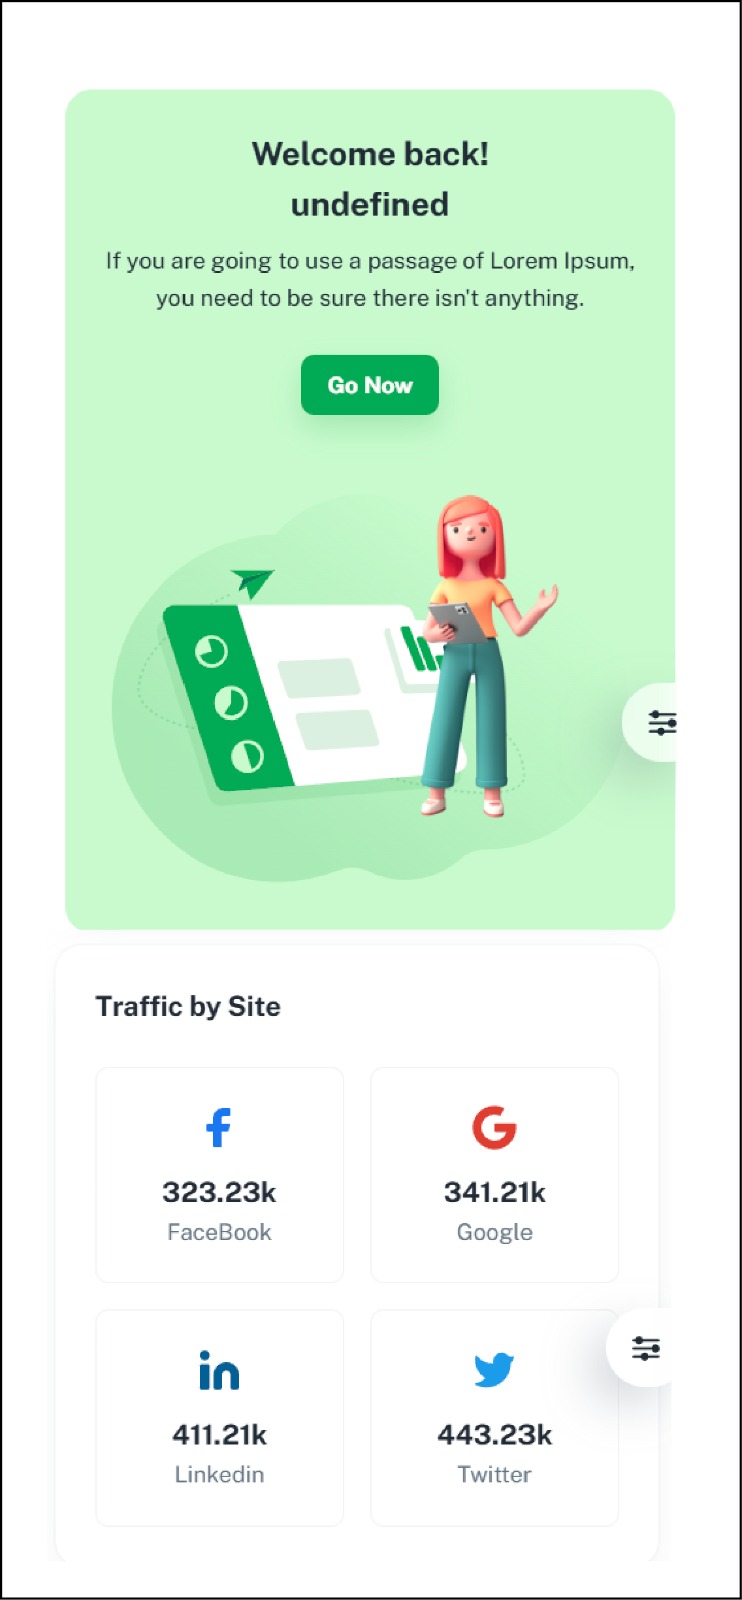 Welcome back!
undefined
If you are going to use a passage of Lorem Ipsum,
you need to be sure there isn't anything.
Go Now
Traffic by Site
323.23k
FaceBook
341.21k
Google
411.21k
Linkedin
443.23k
Twitter